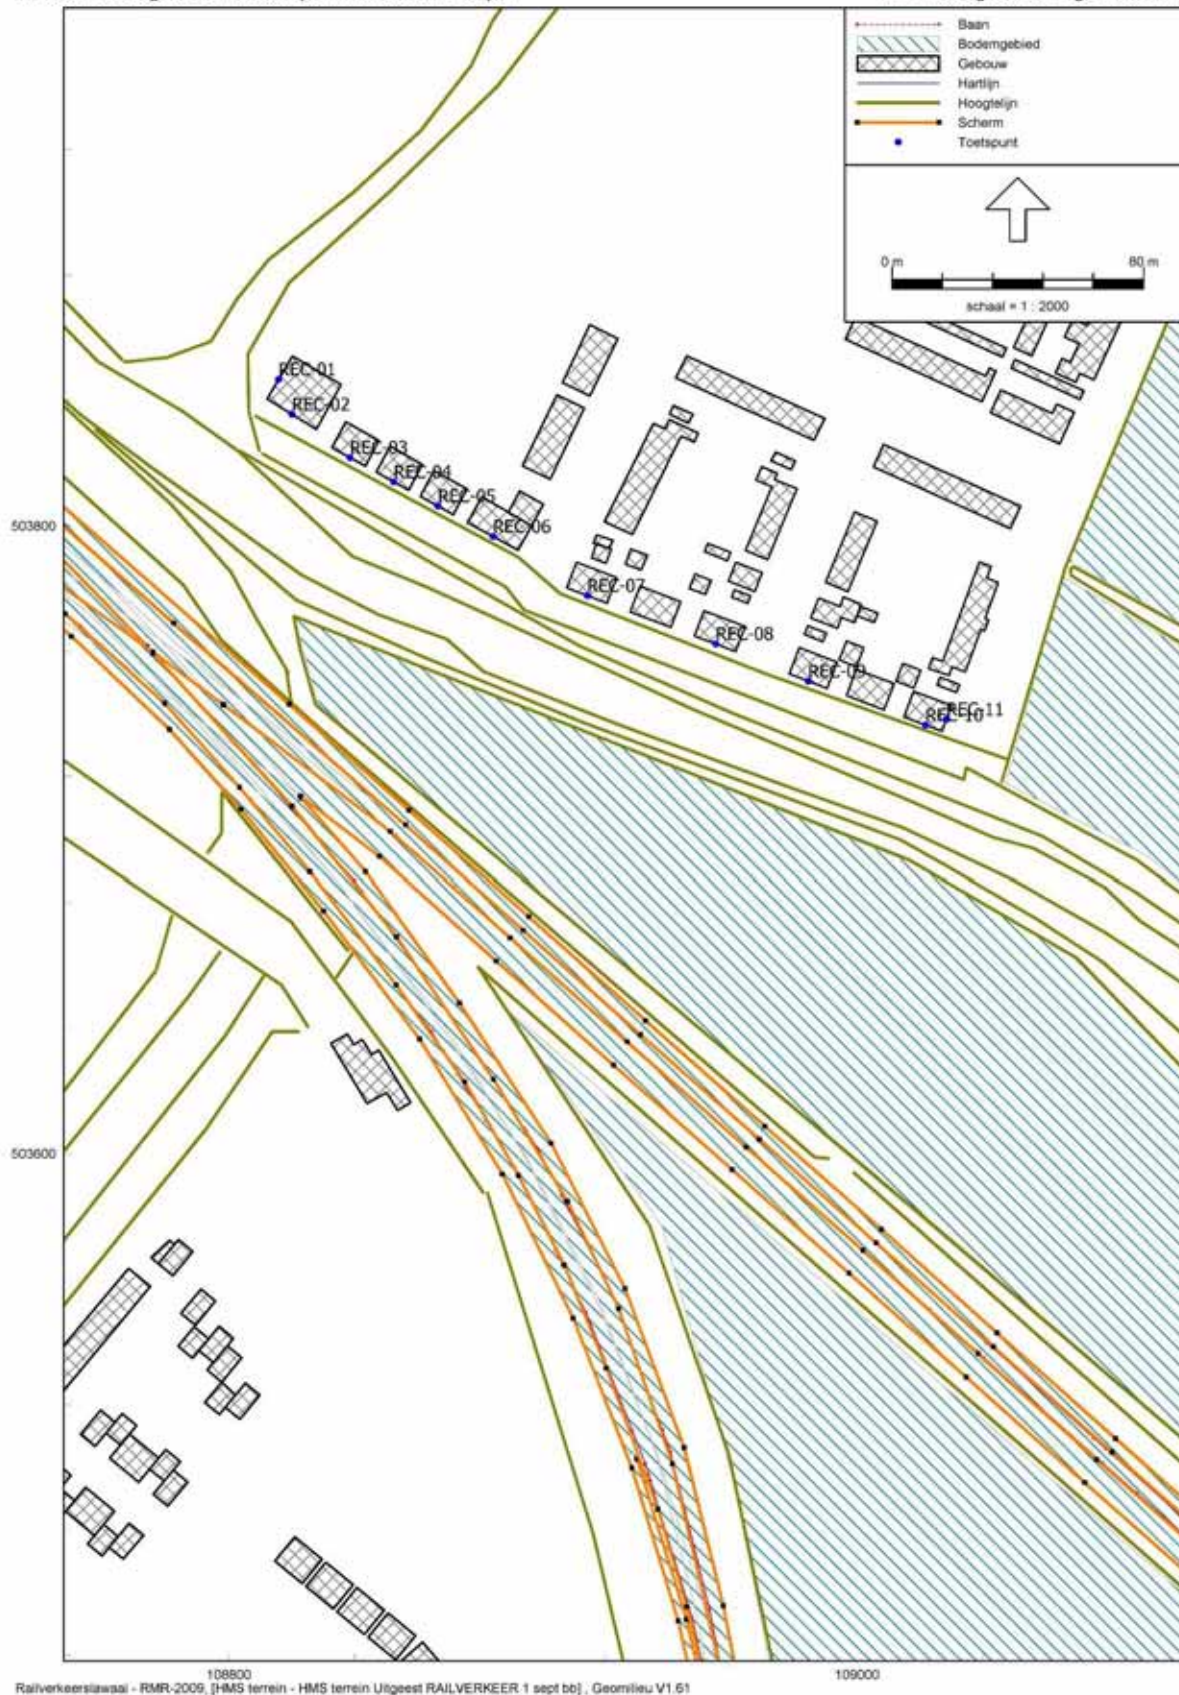 Baan
Bodemgebied
Gebouw
Hartlijn
Hoogtelijn
Scherm
Toetspunt
0 m 80 m
schaal = 1 : 2000
REC-01
REC-02
REC-03
REC-04
REC-05
REC-06
REC-07
REC-08
REC-09
REC-11
REC-10
503800
503600
108800 109000
Railverkeerslawaai - RMR-2009, [HMS terrein - HMS terrein Uitgeest RAILVERKEER 1 sept bb] , Geomilieu V1.61